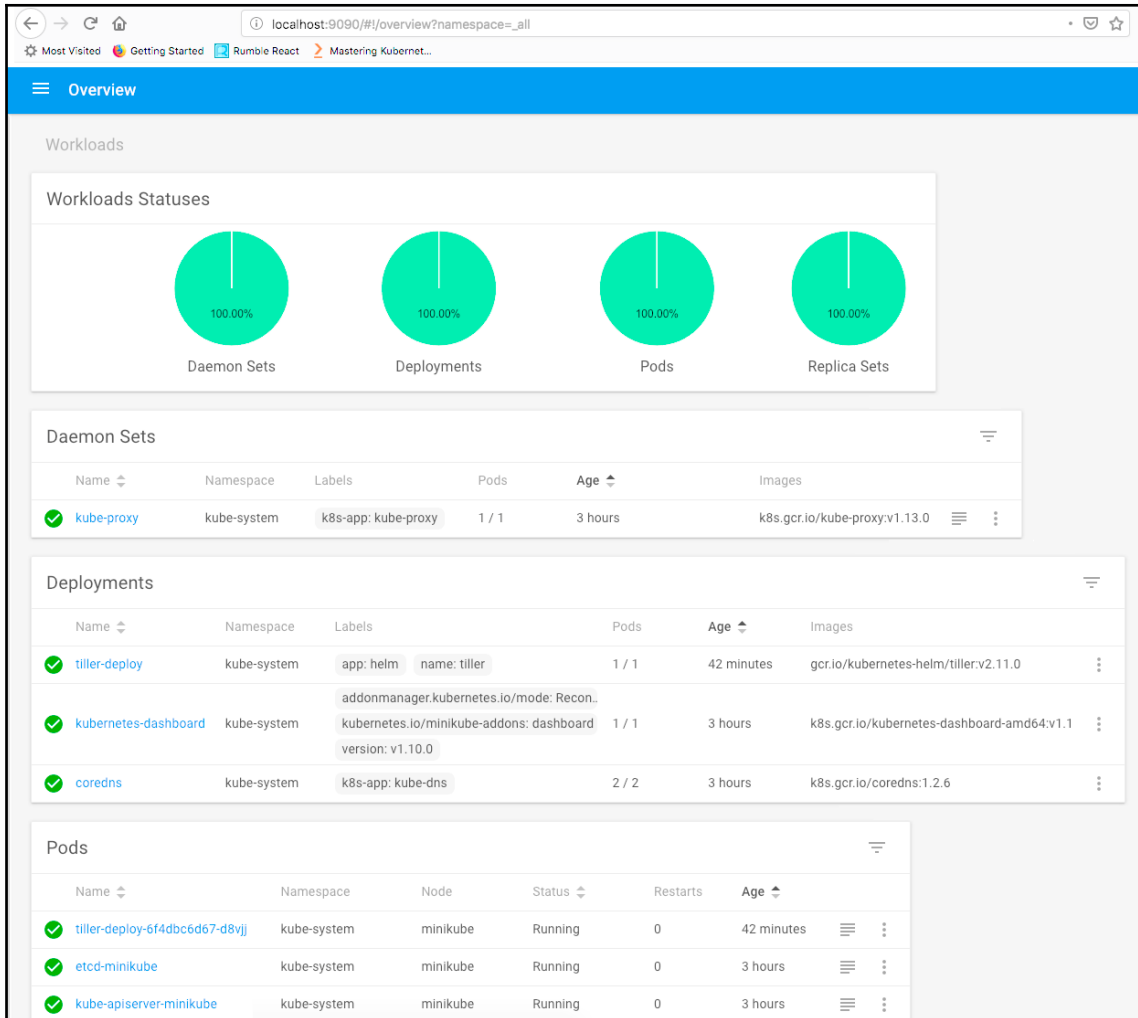 localhost:9090/#!/overview?namespace=_all
Most Visited Getting Started Rumble React Mastering Kubernet...
Overview
Workloads
Workloads Statuses
100.00% 100.00% 100.00% 100.00%
Daemon Sets Deployments Pods Replica Sets
Daemon Sets
Name Namespace Labels Pods Age Images
kube-proxy kube-system k8s-app: kube-proxy 1 / 1 3 hours k8s.gcr.io/kube-proxy:v1.13.0
Deployments
Name Namespace Labels Pods Age Images
tiller-deploy kube-system app: helm name: tiller 1 / 1 42 minutes gcr.io/kubernetes-helm/tiller:v2.11.0
addonmanager.kubernetes.io/mode: Recon..
kubernetes-dashboard kube-system kubernetes.io/minikube-addons: dashboard 1 / 1 3 hours k8s.gcr.io/kubernetes-dashboard-amd64:v1.1
version: v1.10.0
coredns kube-system k8s-app: kube-dns 2 / 2 3 hours k8s.gcr.io/coredns:1.2.6
Pods
Name Namespace Node Status Restarts Age
tiller-deploy-6f4dbc6d67-d8vjj kube-system minikube Running 0 42 minutes
etcd-minikube kube-system minikube Running 0 3 hours
kube-apiserver-minikube kube-system minikube Running 0 3 hours